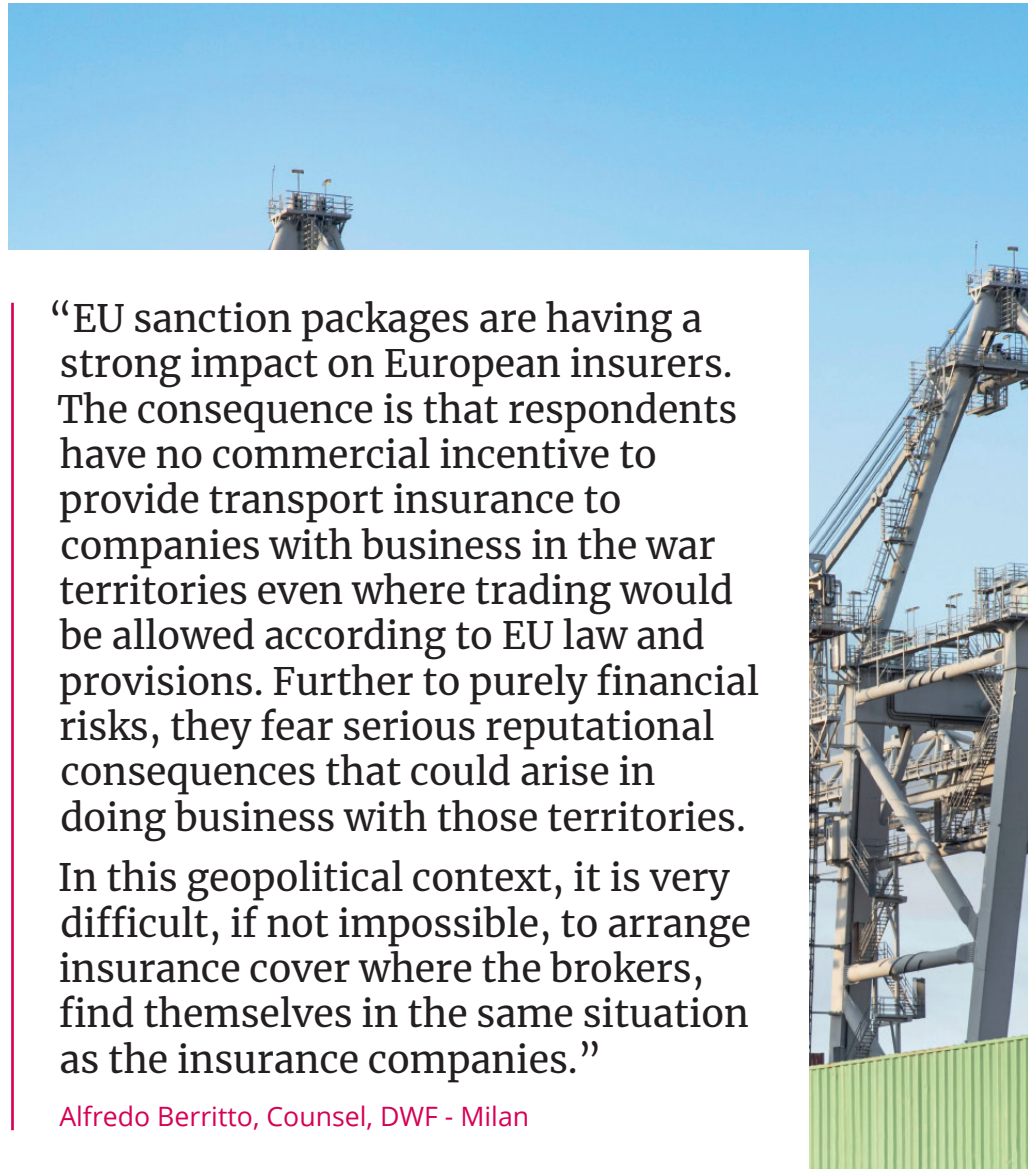 “EU sanction packages are having a
strong impact on European insurers.
The consequence is that respondents
have no commercial incentive to
provide transport insurance to
companies with business in the war
territories even where trading would
be allowed according to EU law and
provisions. Further to purely financial
risks, they fear serious reputational
consequences that could arise in
doing business with those territories.
In this geopolitical context, it is very
difficult, if not impossible, to arrange
insurance cover where the brokers,
find themselves in the same situation
as the insurance companies.”
Alfredo Berritto, Counsel, DWF - Milan